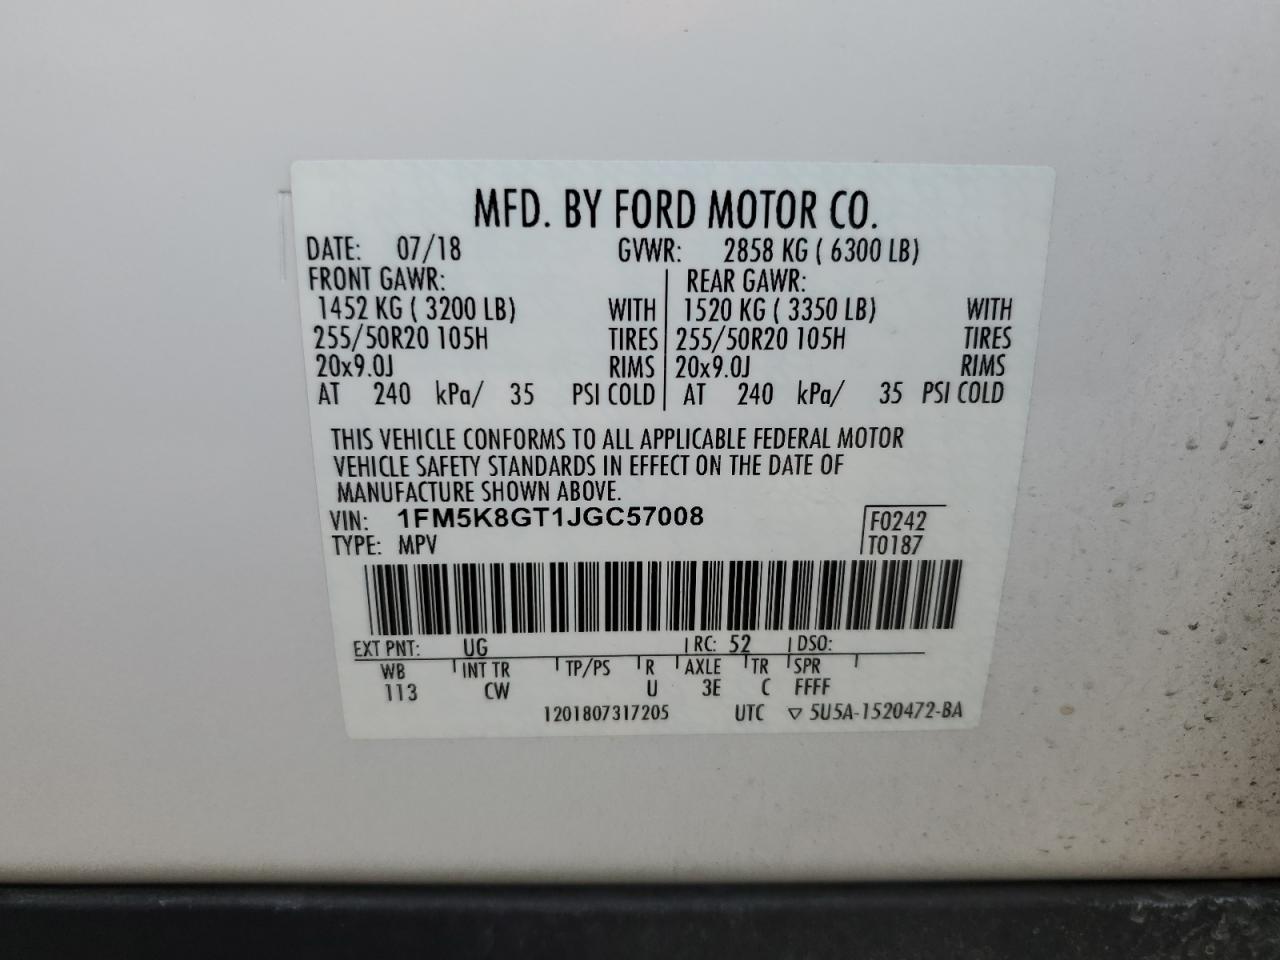 MFD. BY FORD MOTOR CO.
DATE: 07/18 GVWR: 2858 KG ( 6300 LB)
FRONT GAWR: REAR GAWR:
1452 KG ( 3200 LB) WITH 1520 KG ( 3350 LB) WITH
255/50R20 105H TIRES 255/50R20 105H TIRES
20x9.0J RIMS 20x9.0J RIMS
AT 240 kPa/ 35 PSI COLD AT 240 kPa/ 35 PSI COLD
THIS VEHICLE CONFORMS TO ALL APPLICABLE FEDERAL MOTOR
VEHICLE SAFETY STANDARDS IN EFFECT ON THE DATE OF
MANUFACTURE SHOWN ABOVE.
VIN: 1FM5K8GT1JGC57008 F0242
TYPE: MPV T0187
EXT PNT: UG RC: 52 DSO:
WB INT TR TP/PS R AXLE TR SPR
113 CW U 3E C FFFF
1201807317205 UTC ▽ 5U5A-1520472-BA